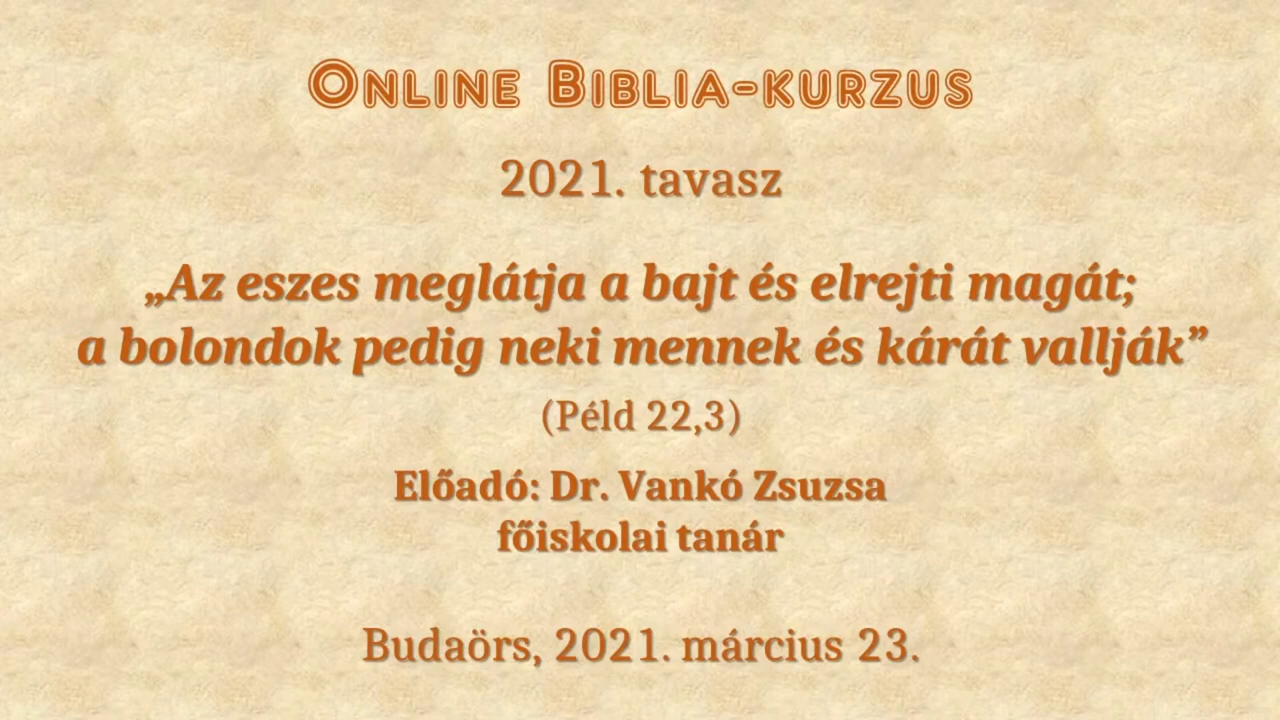 Online Biblia-kurzus
2021. tavasz
„Az eszes meglátja a bajt és elrejti magát;
a bolondok pedig neki mennek és kárát vallják”
(Péld 22,3)
Előadó: Dr. Vankó Zsuzsa
főiskolai tanár
Budaörs, 2021. március 23.